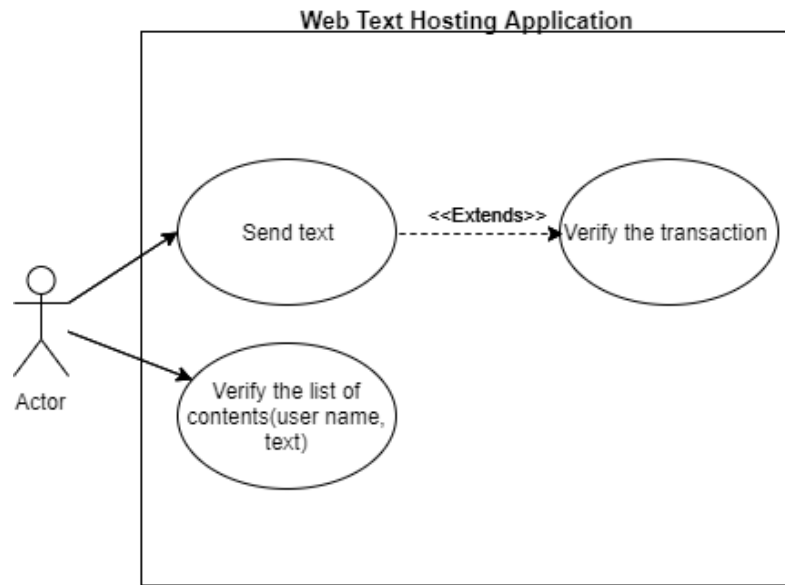 Web Text Hosting Application
Send text
<<Extends>>
Verify the transaction
Actor
Verify the list of
contents(user name,
text)